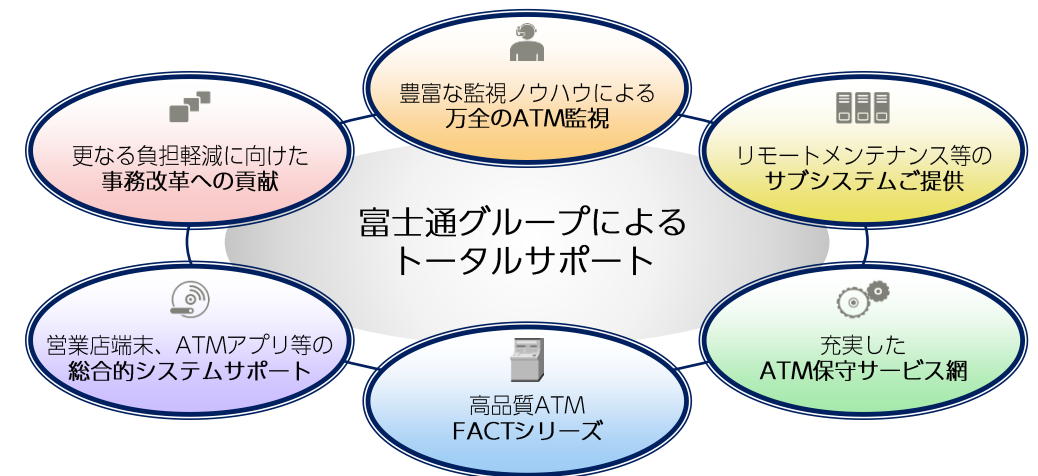 豊富な監視ノウハウによる
万全のATM監視
更なる負担軽減に向けた
事務改革への貢献
リモートメンテナンス等の
サブシステムご提供
富士通グループによる
トータルサポート
営業店端末、ATMアプリ等の
総合的システムサポート
充実した
ATM保守サービス網
高品質ATM
FACTシリーズ